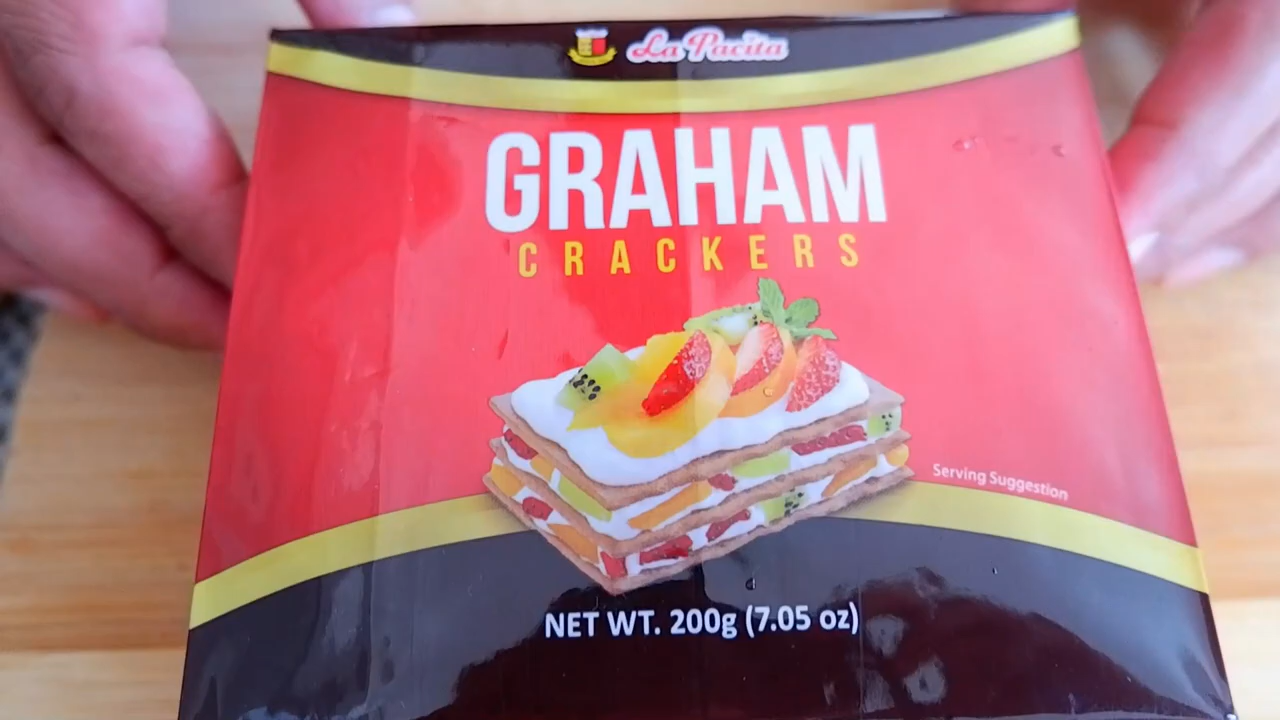 La Pacita
GRAHAM
CRACKERS
Serving Suggestion
NET WT. 200g (7.05 oz)